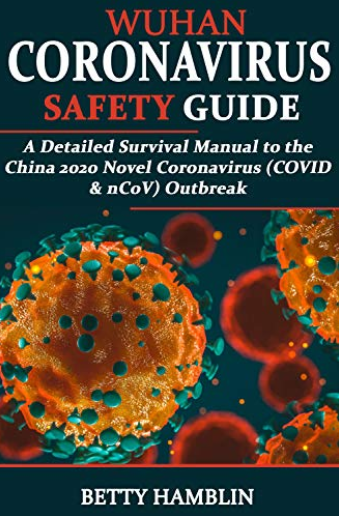 WUHAN
CORONAVIRUS
SAFETY GUIDE
A Detailed Survival Manual to the
China 2020 Novel Coronavirus (COVID
& nCoV) Outbreak
BETTY HAMBLIN